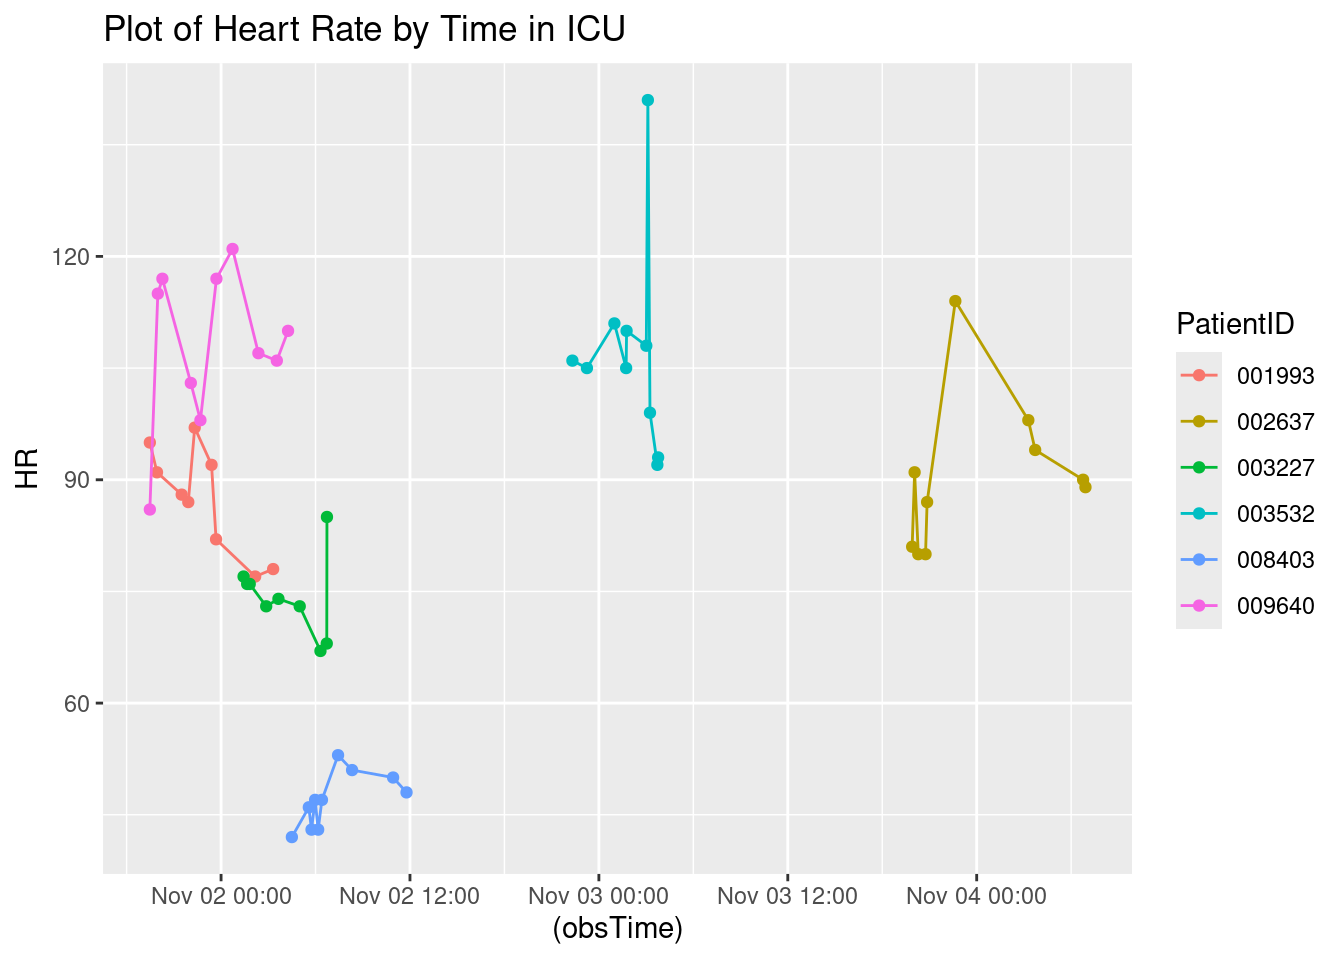 Plot of Heart Rate by Time in ICU
HR
120
90
60
Nov 02 00:00
Nov 02 12:00
Nov 03 00:00
Nov 03 12:00
Nov 04 00:00
(obsTime)
PatientID
001993
002637
003227
003532
008403
009640